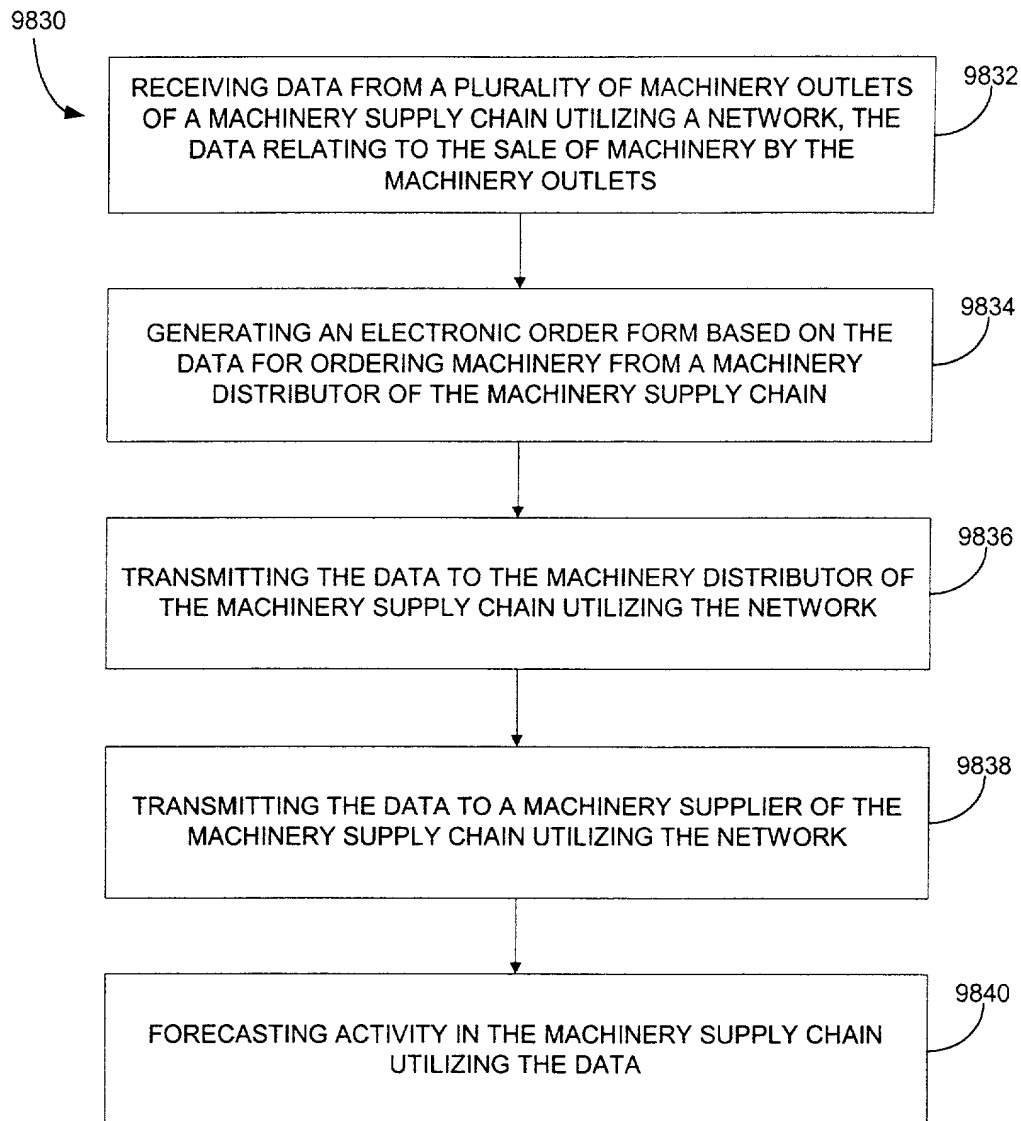 9830
RECEIVING DATA FROM A PLURALITY OF MACHINERY OUTLETS
OF A MACHINERY SUPPLY CHAIN UTILIZING A NETWORK, THE
DATA RELATING TO THE SALE OF MACHINERY BY THE
MACHINERY OUTLETS
9832
GENERATING AN ELECTRONIC ORDER FORM BASED ON THE
DATA FOR ORDERING MACHINERY FROM A MACHINERY
DISTRIBUTOR OF THE MACHINERY SUPPLY CHAIN
9834
TRANSMITTING THE DATA TO THE MACHINERY DISTRIBUTOR OF
THE MACHINERY SUPPLY CHAIN UTILIZING THE NETWORK
9836
TRANSMITTING THE DATA TO A MACHINERY SUPPLIER OF THE
MACHINERY SUPPLY CHAIN UTILIZING THE NETWORK
9838
FORECASTING ACTIVITY IN THE MACHINERY SUPPLY CHAIN
UTILIZING THE DATA
9840